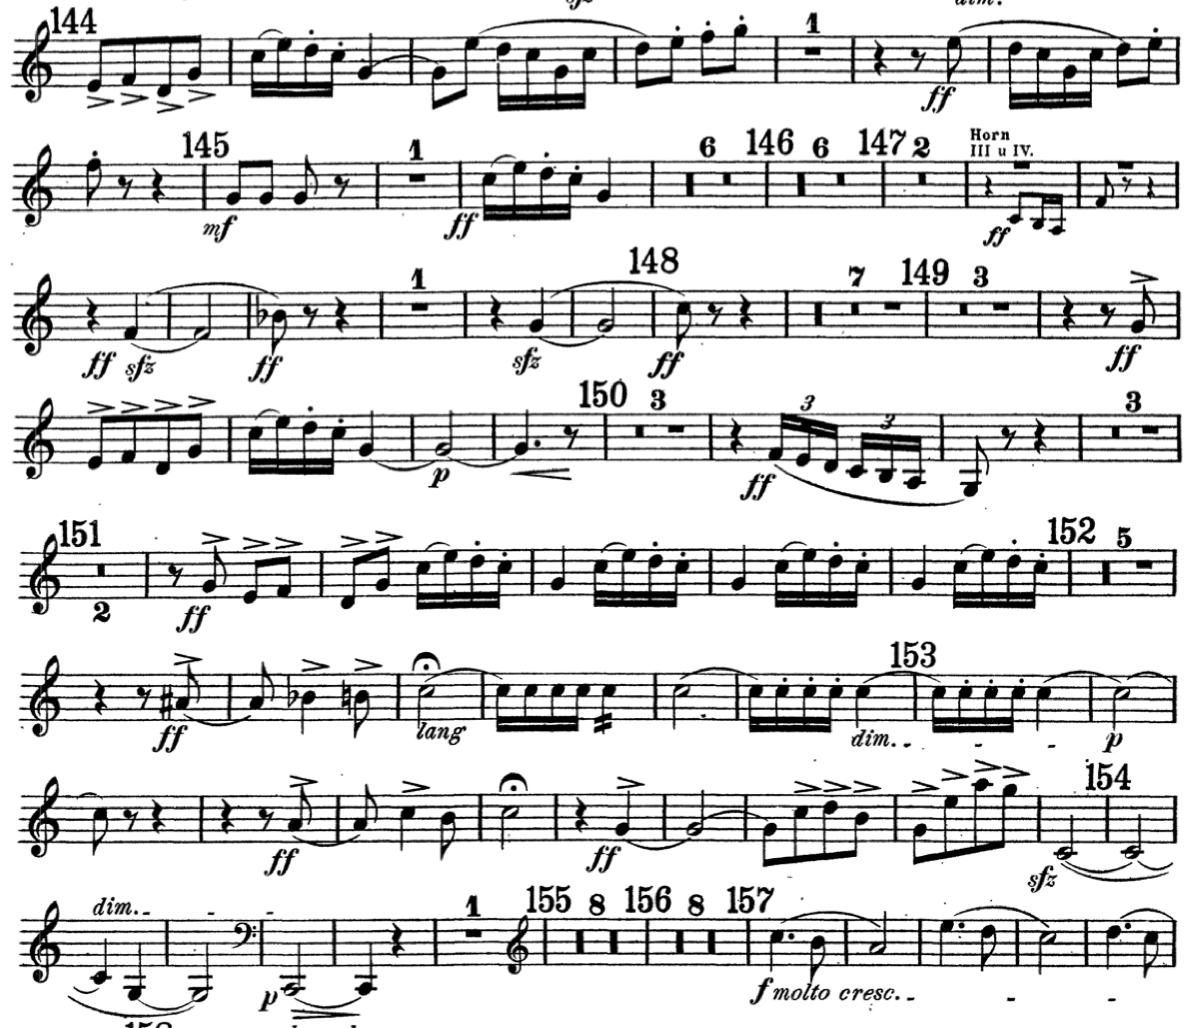 144 1
ff
145 1 6 146 6 147 2 Horn
III u IV.
mf ff ff
1 148 7 149 3
ff sfz ff sfz ff ff
150 3 3 3 3
p ff
151 152 5
2 ff
153
ff lang dim. - - - p
154
ff ff sfz
dim. - - - 1 155 8 156 8 157
p f molto cresc. - - -